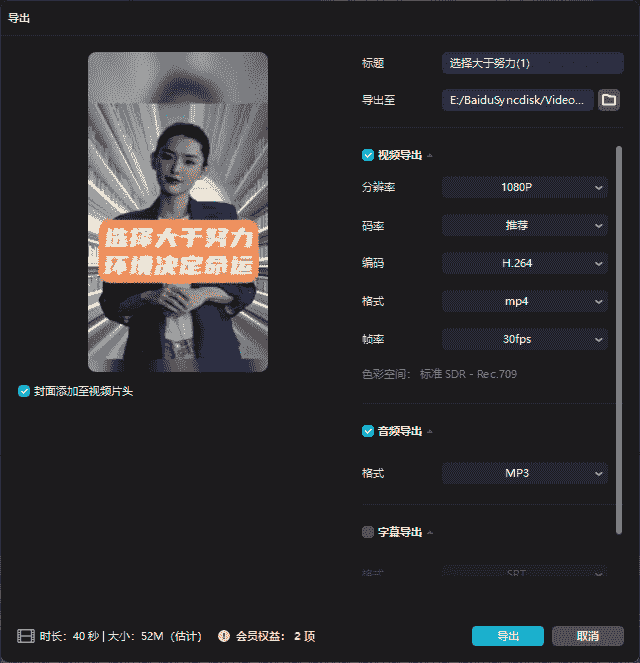 导出
选择大于努力
环境决定命运
封面添加至视频片头
标题 选择大于努力(1)
导出至 E:/BaiduSyncdisk/Video...
视频导出
分辨率 1080P
码率 推荐
编码 H.264
格式 mp4
帧率 30fps
色彩空间： 标准 SDR - Rec.709
音频导出
格式 MP3
字幕导出
格式 SRT
时长：40 秒 | 大小：52M（估计） 会员权益： 2 项 导出 取消